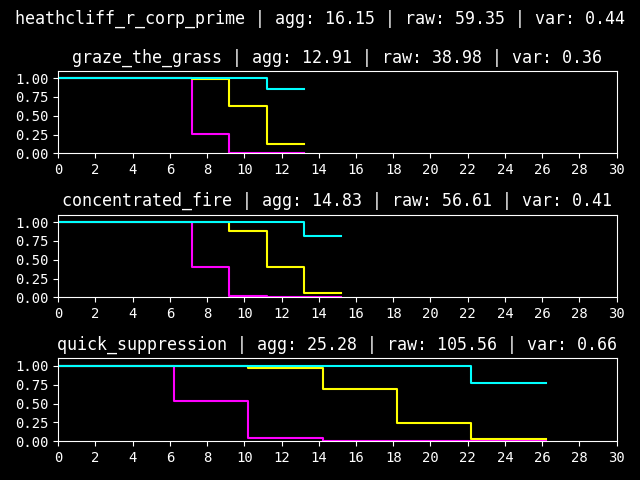 heathcliff_r_corp_prime | agg: 16.15 | raw: 59.35 | var: 0.44
graze_the_grass | agg: 12.91 | raw: 38.98 | var: 0.36
1.00
0.75
0.50
0.25
0.00
0 2 4 6 8 10 12 14 16 18 20 22 24 26 28 30
concentrated_fire | agg: 14.83 | raw: 56.61 | var: 0.41
1.00
0.75
0.50
0.25
0.00
0 2 4 6 8 10 12 14 16 18 20 22 24 26 28 30
quick_suppression | agg: 25.28 | raw: 105.56 | var: 0.66
1.00
0.75
0.50
0.25
0.00
0 2 4 6 8 10 12 14 16 18 20 22 24 26 28 30